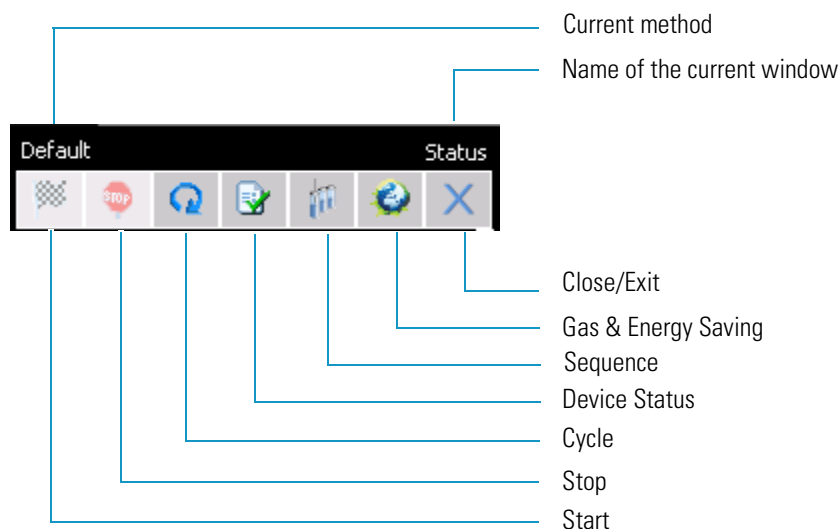 Current method
Name of the current window
Default
Status
STOP
Close/Exit
Gas & Energy Saving
Sequence
Device Status
Cycle
Stop
Start